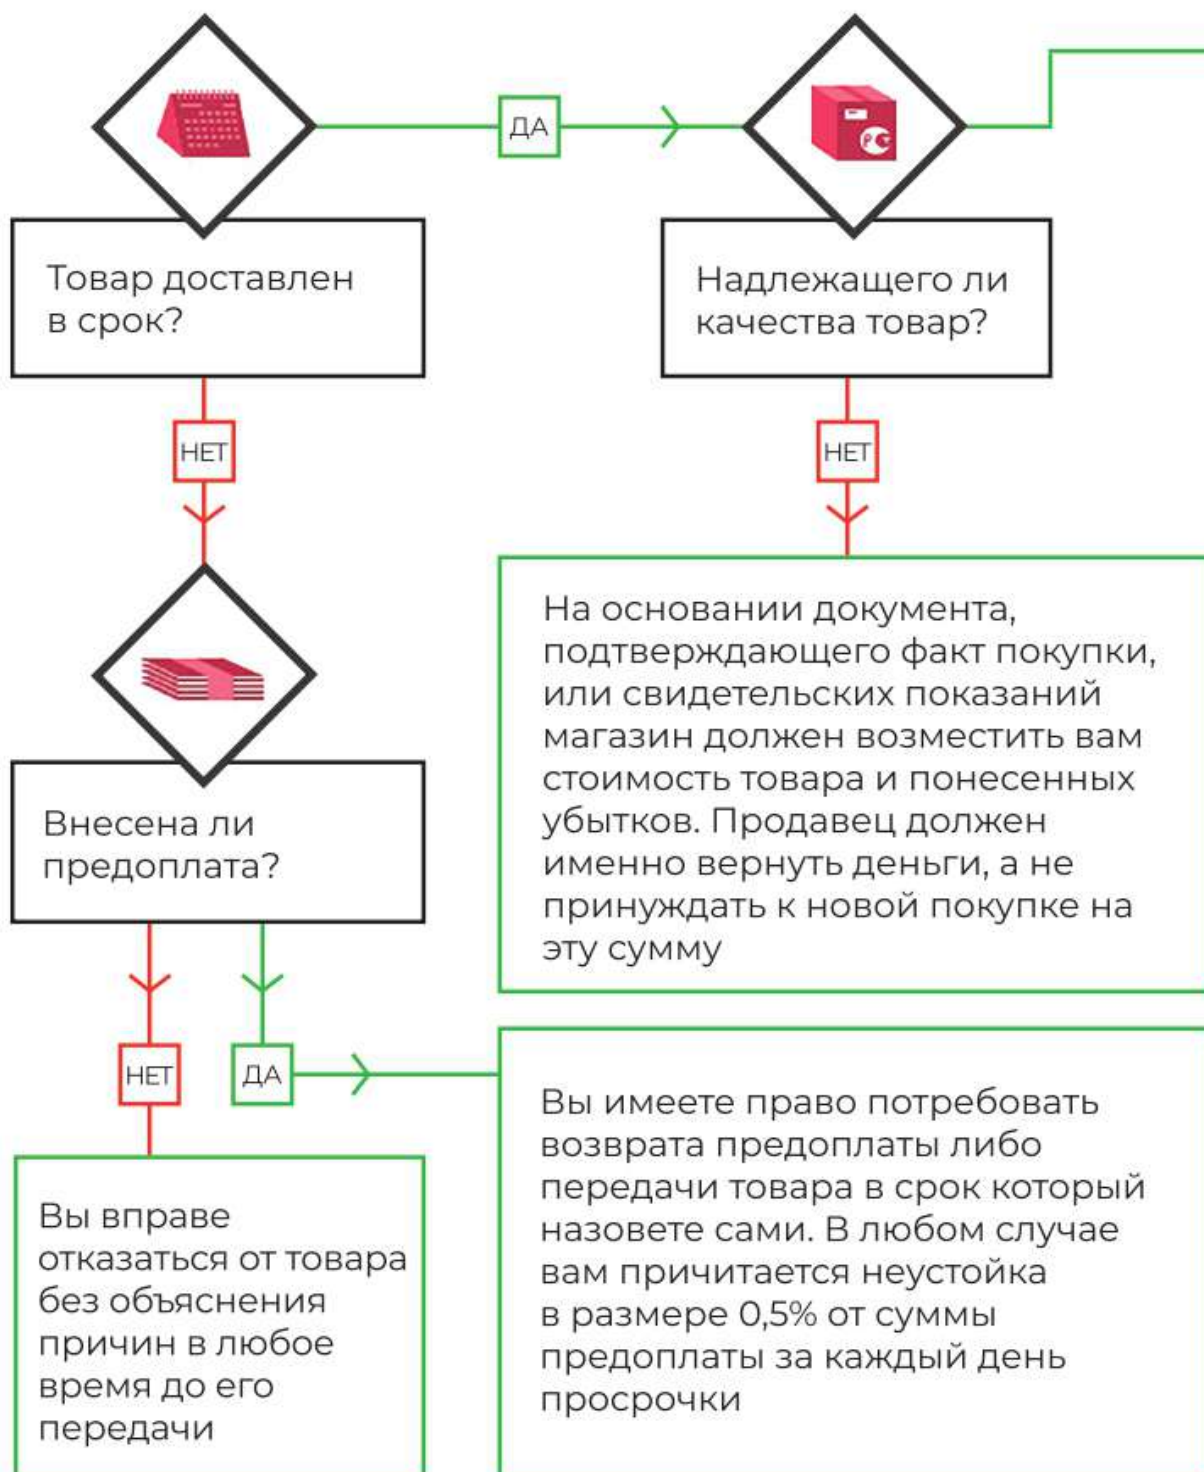 ДА
Товар доставлен
в срок?
Надлежащего ли
качества товар?
НЕТ
НЕТ
На основании документа,
подтверждающего факт покупки,
или свидетельских показаний
магазин должен возместить вам
стоимость товара и понесенных
убытков. Продавец должен
именно вернуть деньги, а не
принуждать к новой покупке на
эту сумму
Внесена ли
предоплата?
НЕТ
ДА
Вы вправе
отказаться от товара
без объяснения
причин в любое
время до его
передачи
Вы имеете право потребовать
возврата предоплаты либо
передачи товара в срок который
назовете сами. В любом случае
вам причитается неустойка
в размере 0,5% от суммы
предоплаты за каждый день
просрочки